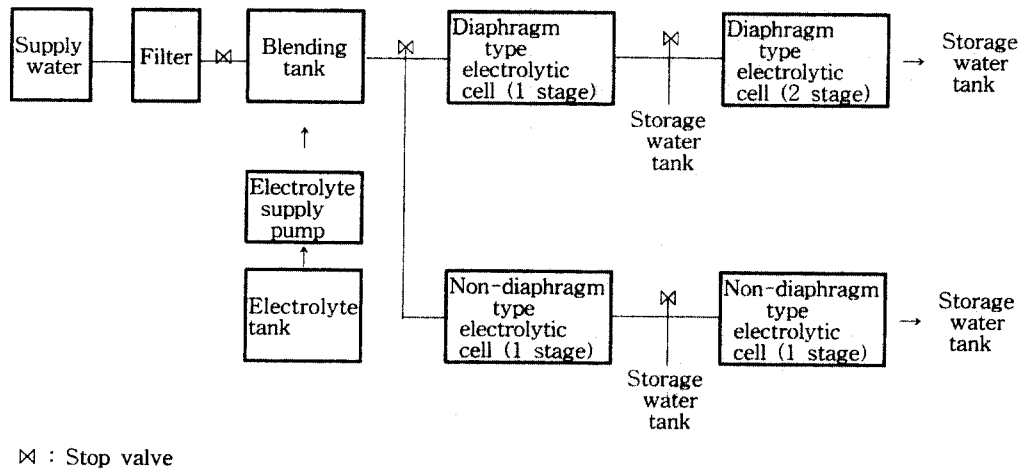 Supply
water
Filter
Blending
tank
Diaphragm
type
electrolytic
cell (1 stage)
Diaphragm
type
electrolytic
cell (2 stage)
Storage
water
tank
Storage
water
tank
Electrolyte
supply
pump
Electrolyte
tank
Non-diaphragm
type
electrolytic
cell (1 stage)
Non-diaphragm
type
electrolytic
cell (1 stage)
Storage
water
tank
Storage
water
tank
: Stop valve